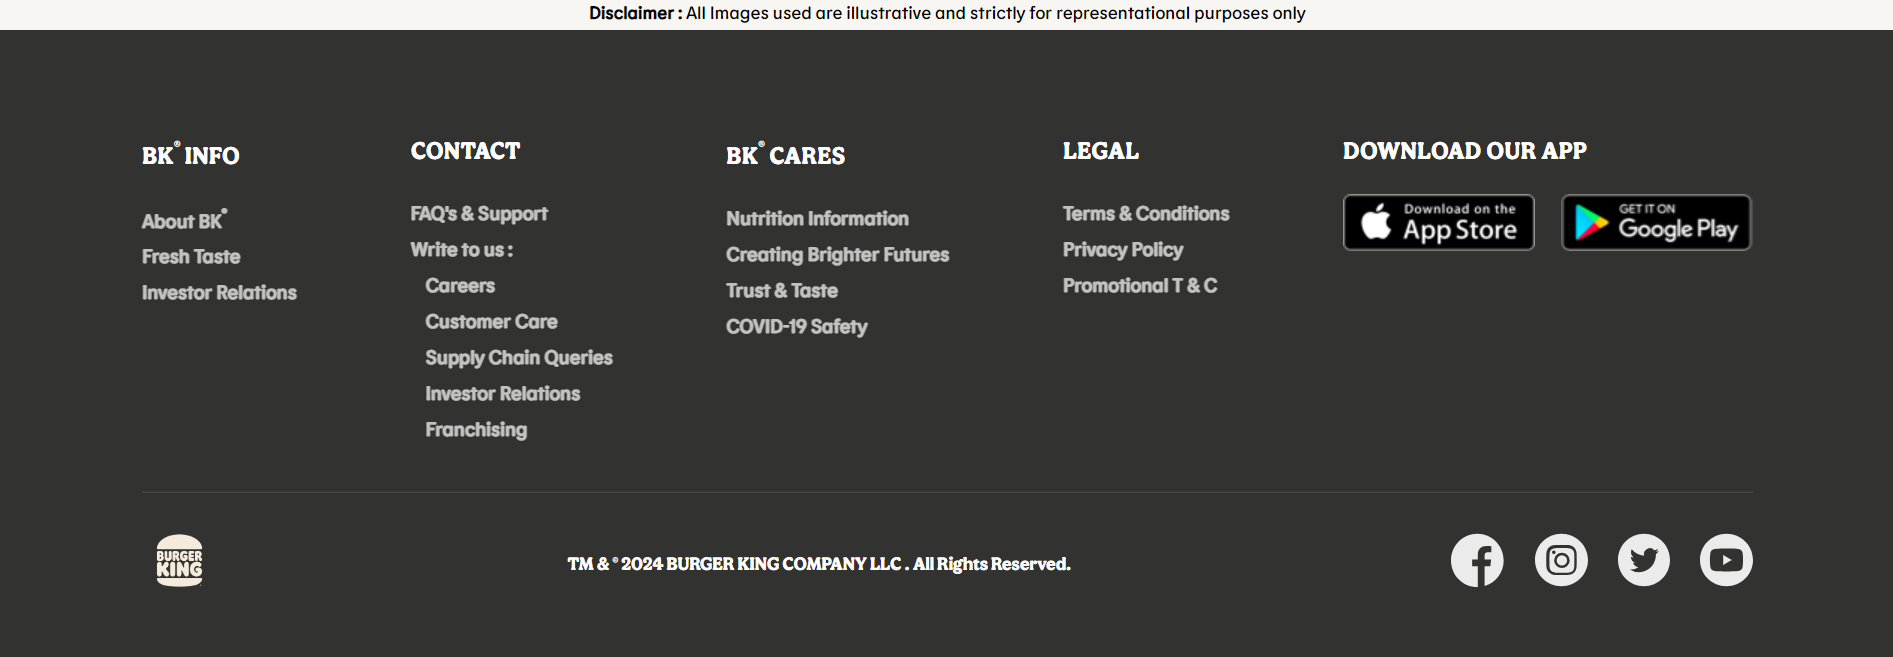 Disclaimer : All Images used are illustrative and strictly for representational purposes only
BK® INFO
About BK®
Fresh Taste
Investor Relations
CONTACT
FAQ's & Support
Write to us :
Careers
Customer Care
Supply Chain Queries
Investor Relations
Franchising
BK® CARES
Nutrition Information
Creating Brighter Futures
Trust & Taste
COVID-19 Safety
LEGAL
Terms & Conditions
Privacy Policy
Promotional T & C
DOWNLOAD OUR APP
Download on the
App Store
GET IT ON
Google Play
BURGER
KING
TM & ® 2024 BURGER KING COMPANY LLC . All Rights Reserved.